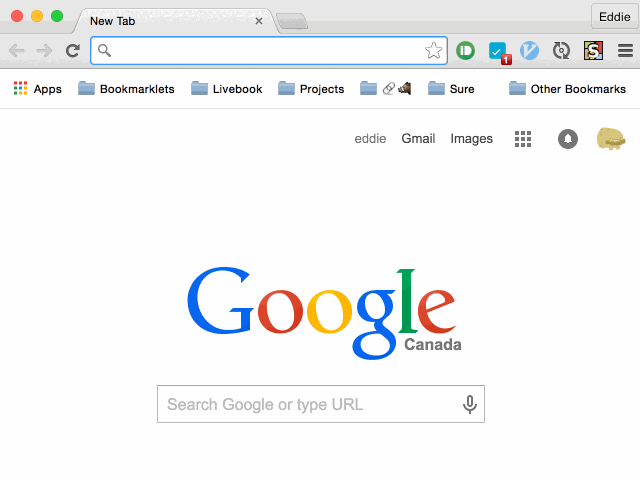 New Tab
Eddie
1
Apps Bookmarklets Livebook Projects Sure Other Bookmarks
eddie Gmail Images
Google
Canada
Search Google or type URL